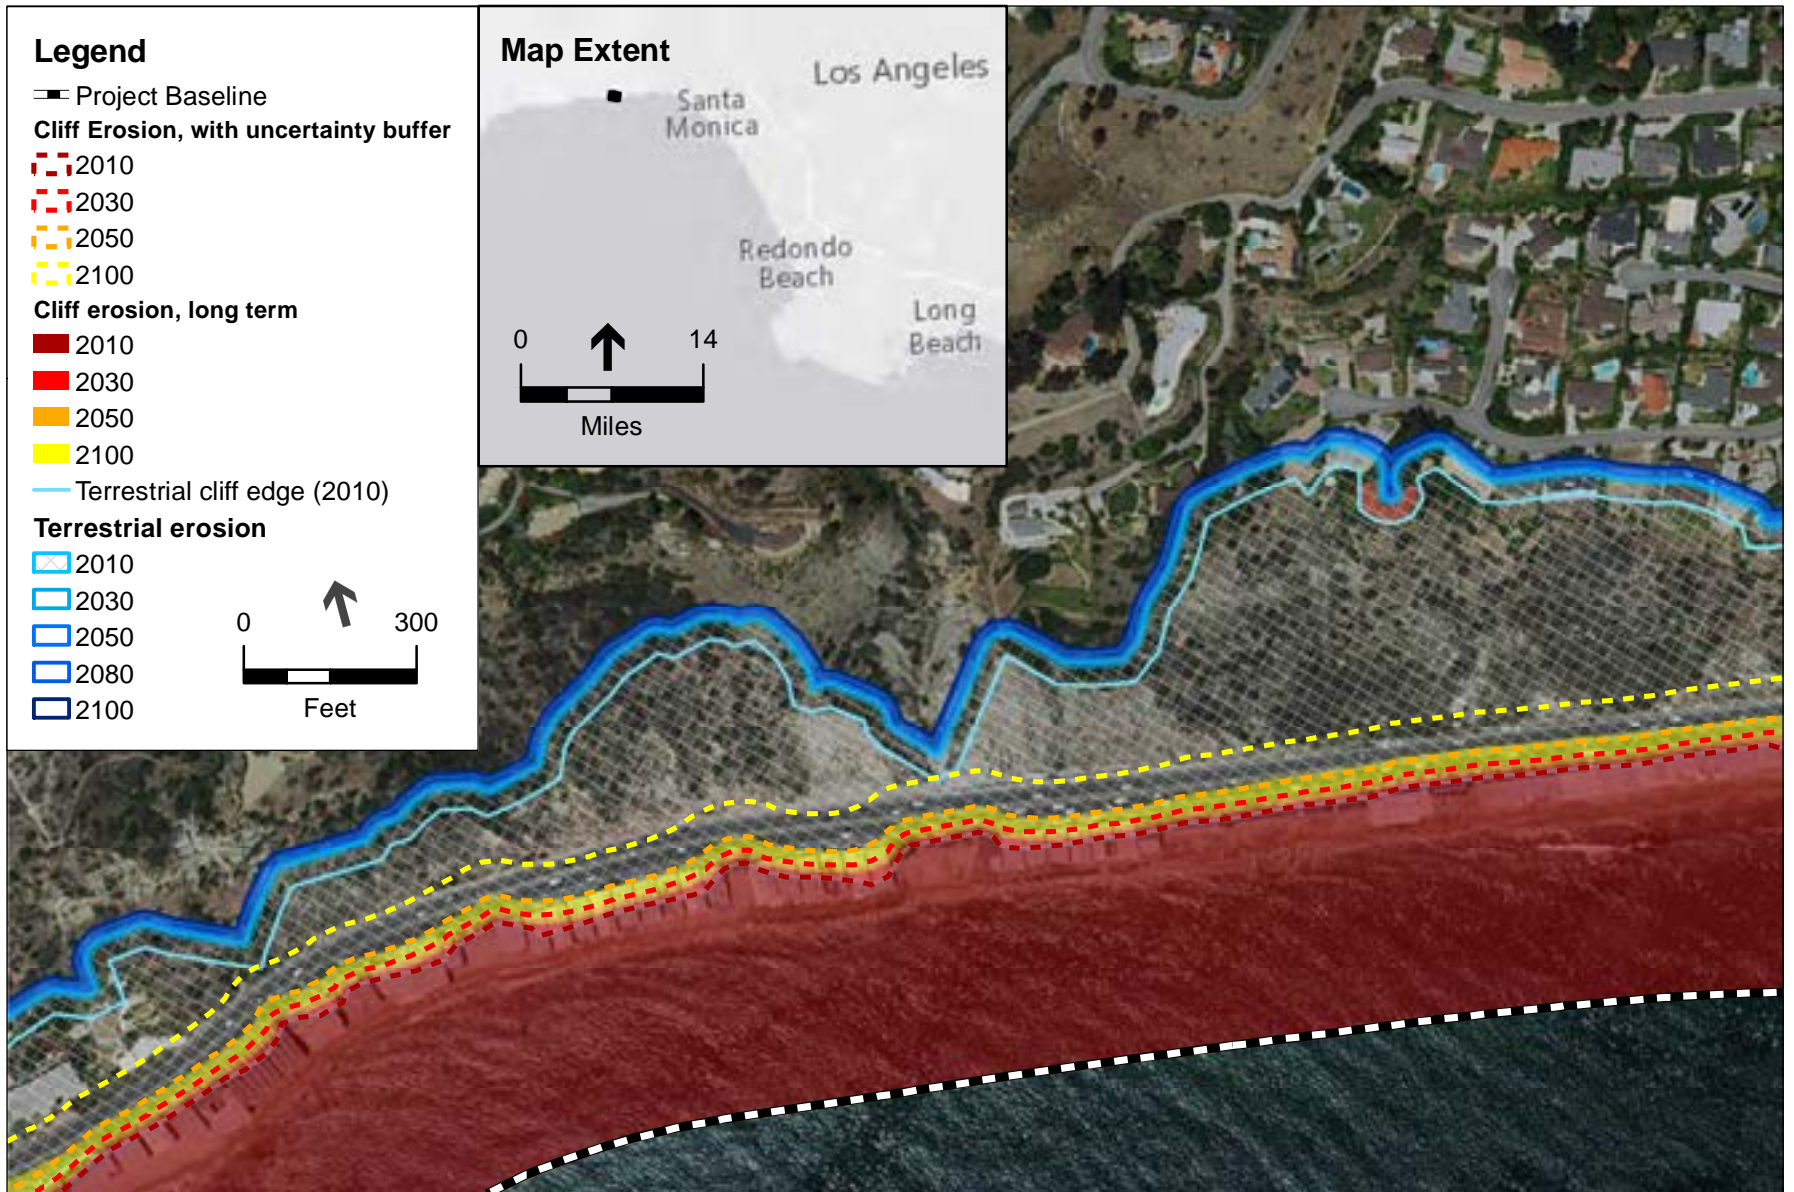 Legend
Project Baseline
Cliff Erosion, with uncertainty buffer
2010
2030
2050
2100
Cliff erosion, long term
2010
2030
2050
2100
Terrestrial cliff edge (2010)
Terrestrial erosion
2010
2030
2050
2080
2100
0 300
Feet
Map Extent
Los Angeles
Santa
Monica
Redondo
Beach
Long
Beach
0 14
Miles